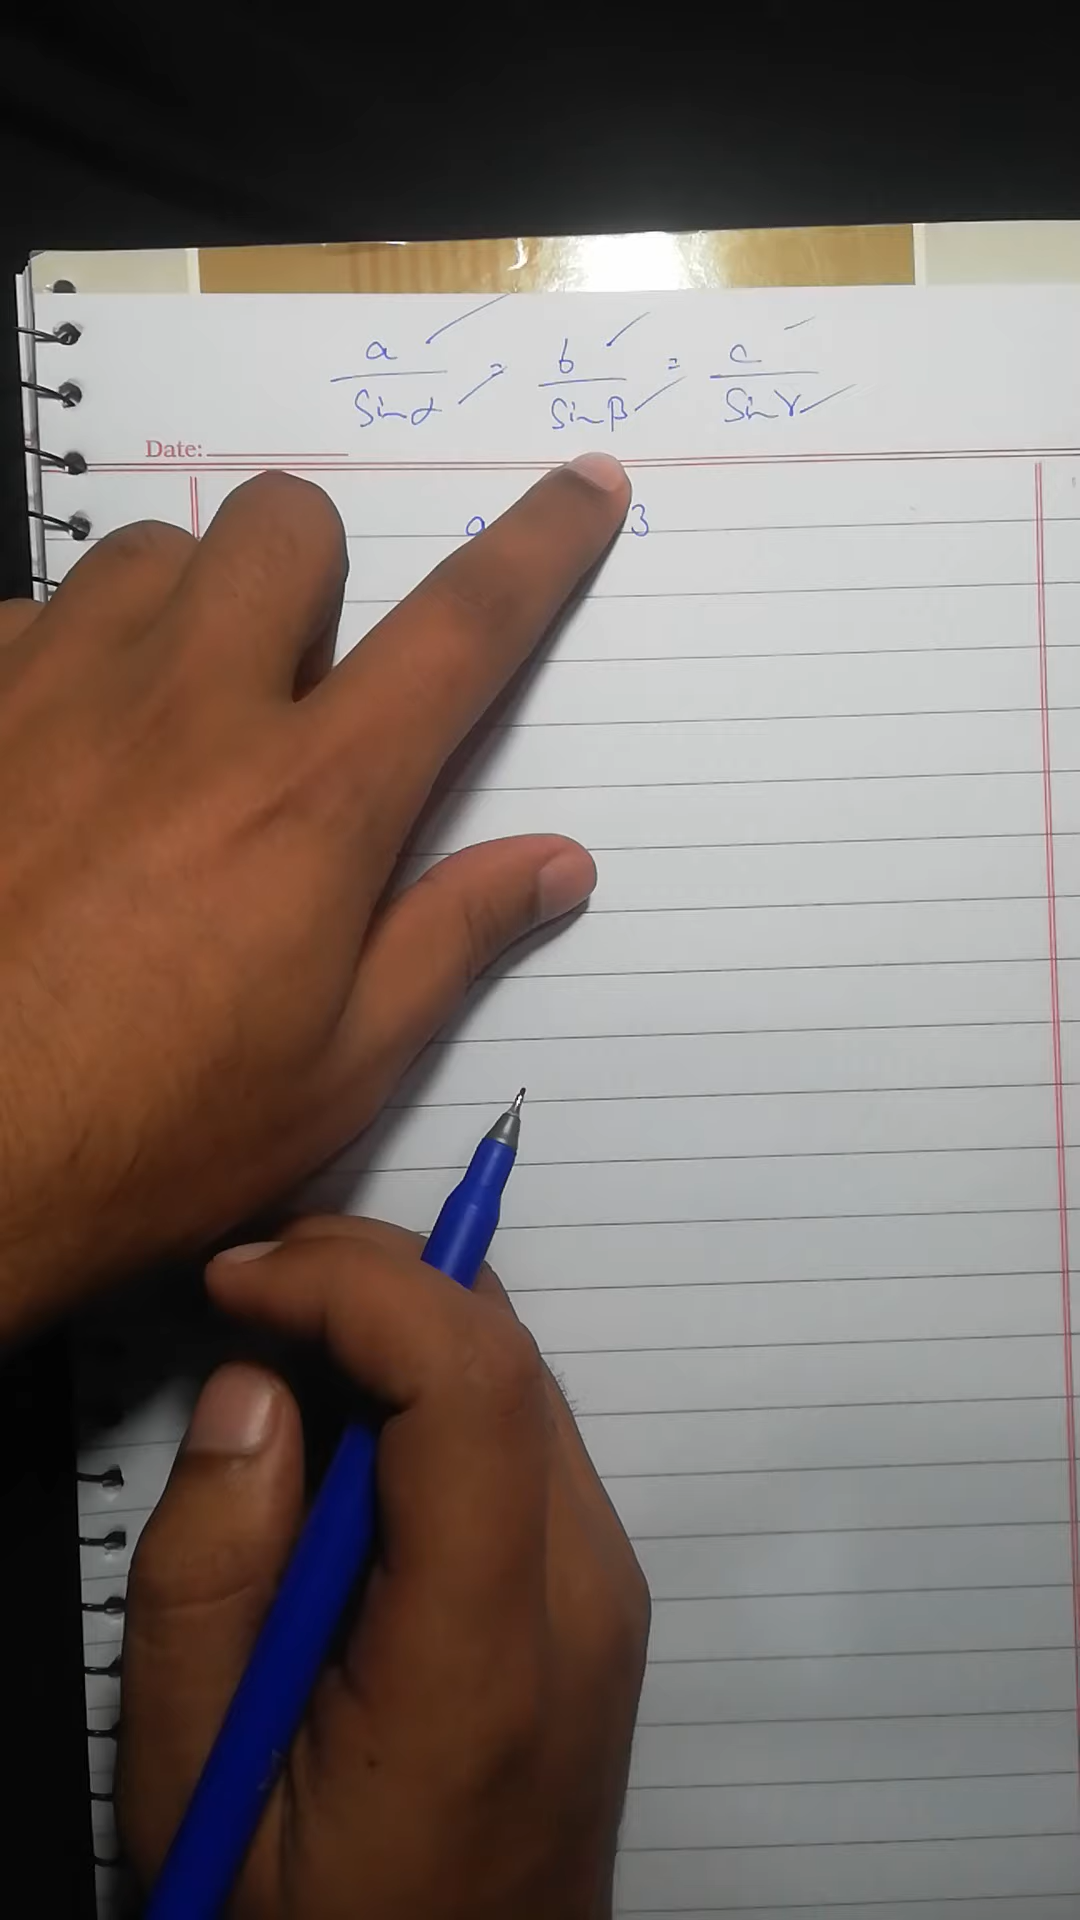 a/Sinα = b/Sinβ = c/Sinγ
Date:
a 3